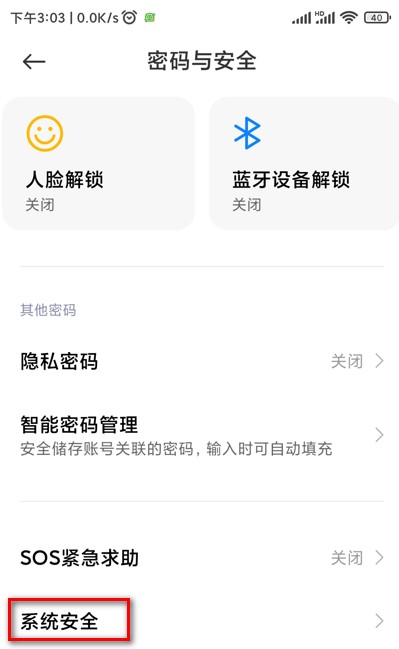 下午3:03 | 0.0K/s HD 40
密码与安全
人脸解锁 蓝牙设备解锁
关闭 关闭
其他密码
隐私密码 关闭
智能密码管理
安全储存账号关联的密码，输入时可自动填充
SOS紧急求助 关闭
系统安全